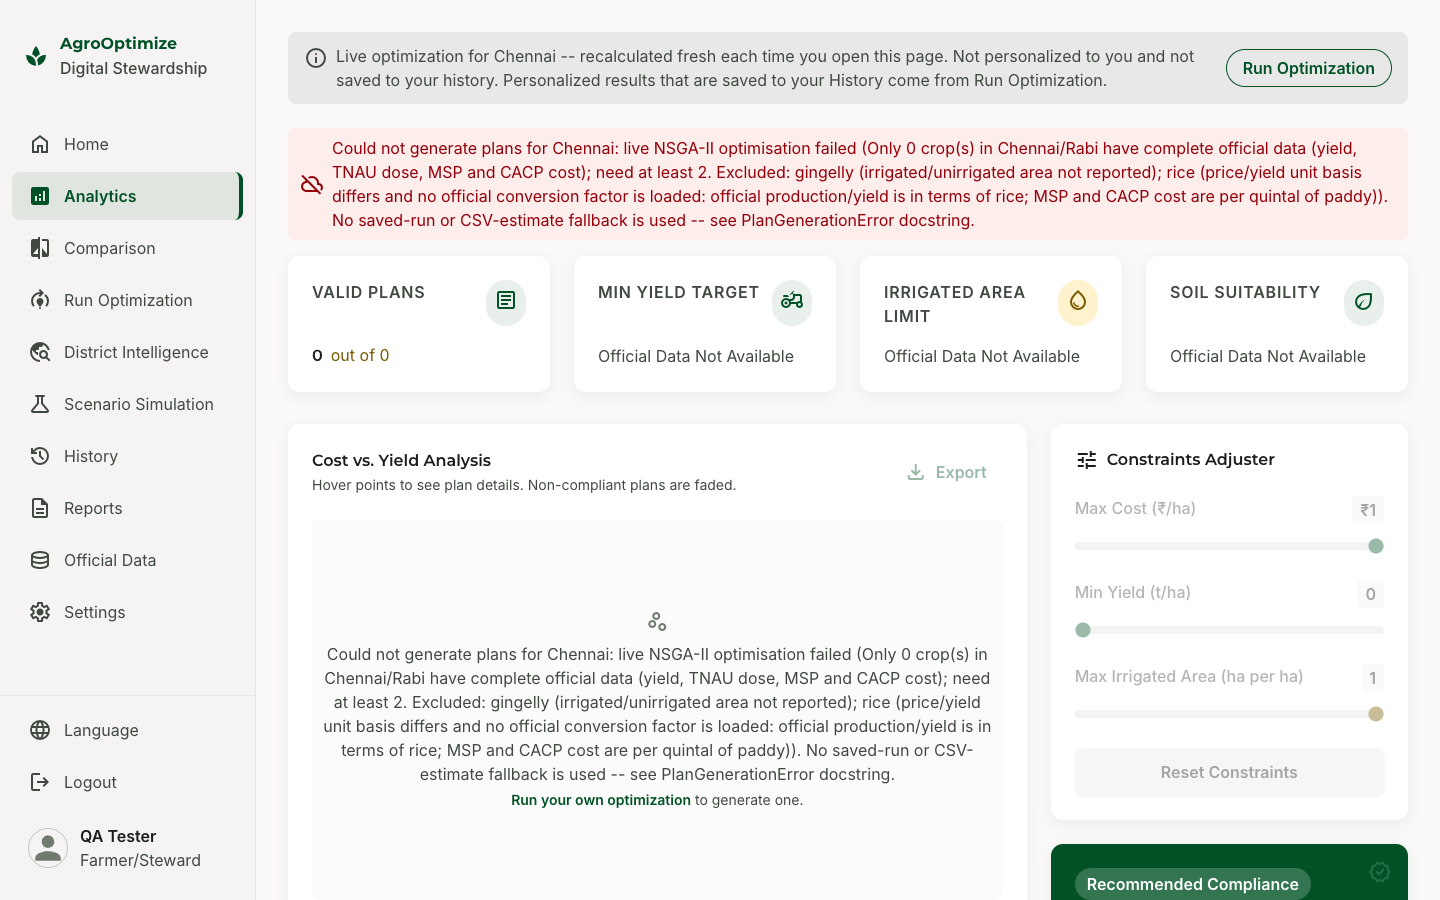 AgroOptimize
Digital Stewardship
Home
Analytics
Comparison
Run Optimization
District Intelligence
Scenario Simulation
History
Reports
Official Data
Settings
Language
Logout
QA Tester
Farmer/Steward
Live optimization for Chennai -- recalculated fresh each time you open this page. Not personalized to you and not
saved to your history. Personalized results that are saved to your History come from Run Optimization.
Run Optimization
Could not generate plans for Chennai: live NSGA-II optimisation failed (Only 0 crop(s) in Chennai/Rabi have complete official data (yield,
TNAU dose, MSP and CACP cost); need at least 2. Excluded: gingelly (irrigated/unirrigated area not reported); rice (price/yield unit basis
differs and no official conversion factor is loaded: official production/yield is in terms of rice; MSP and CACP cost are per quintal of paddy)).
No saved-run or CSV-estimate fallback is used -- see PlanGenerationError docstring.
VALID PLANS
0 out of 0
MIN YIELD TARGET
Official Data Not Available
IRRIGATED AREA
LIMIT
Official Data Not Available
SOIL SUITABILITY
Official Data Not Available
Cost vs. Yield Analysis
Hover points to see plan details. Non-compliant plans are faded.
Export
Could not generate plans for Chennai: live NSGA-II optimisation failed (Only 0 crop(s) in
Chennai/Rabi have complete official data (yield, TNAU dose, MSP and CACP cost); need
at least 2. Excluded: gingelly (irrigated/unirrigated area not reported); rice (price/yield
unit basis differs and no official conversion factor is loaded: official production/yield is in
terms of rice; MSP and CACP cost are per quintal of paddy)). No saved-run or CSV-
estimate fallback is used -- see PlanGenerationError docstring.
Run your own optimization to generate one.
Constraints Adjuster
Max Cost (₹/ha) ₹1
Min Yield (t/ha) 0
Max Irrigated Area (ha per ha) 1
Reset Constraints
Recommended Compliance